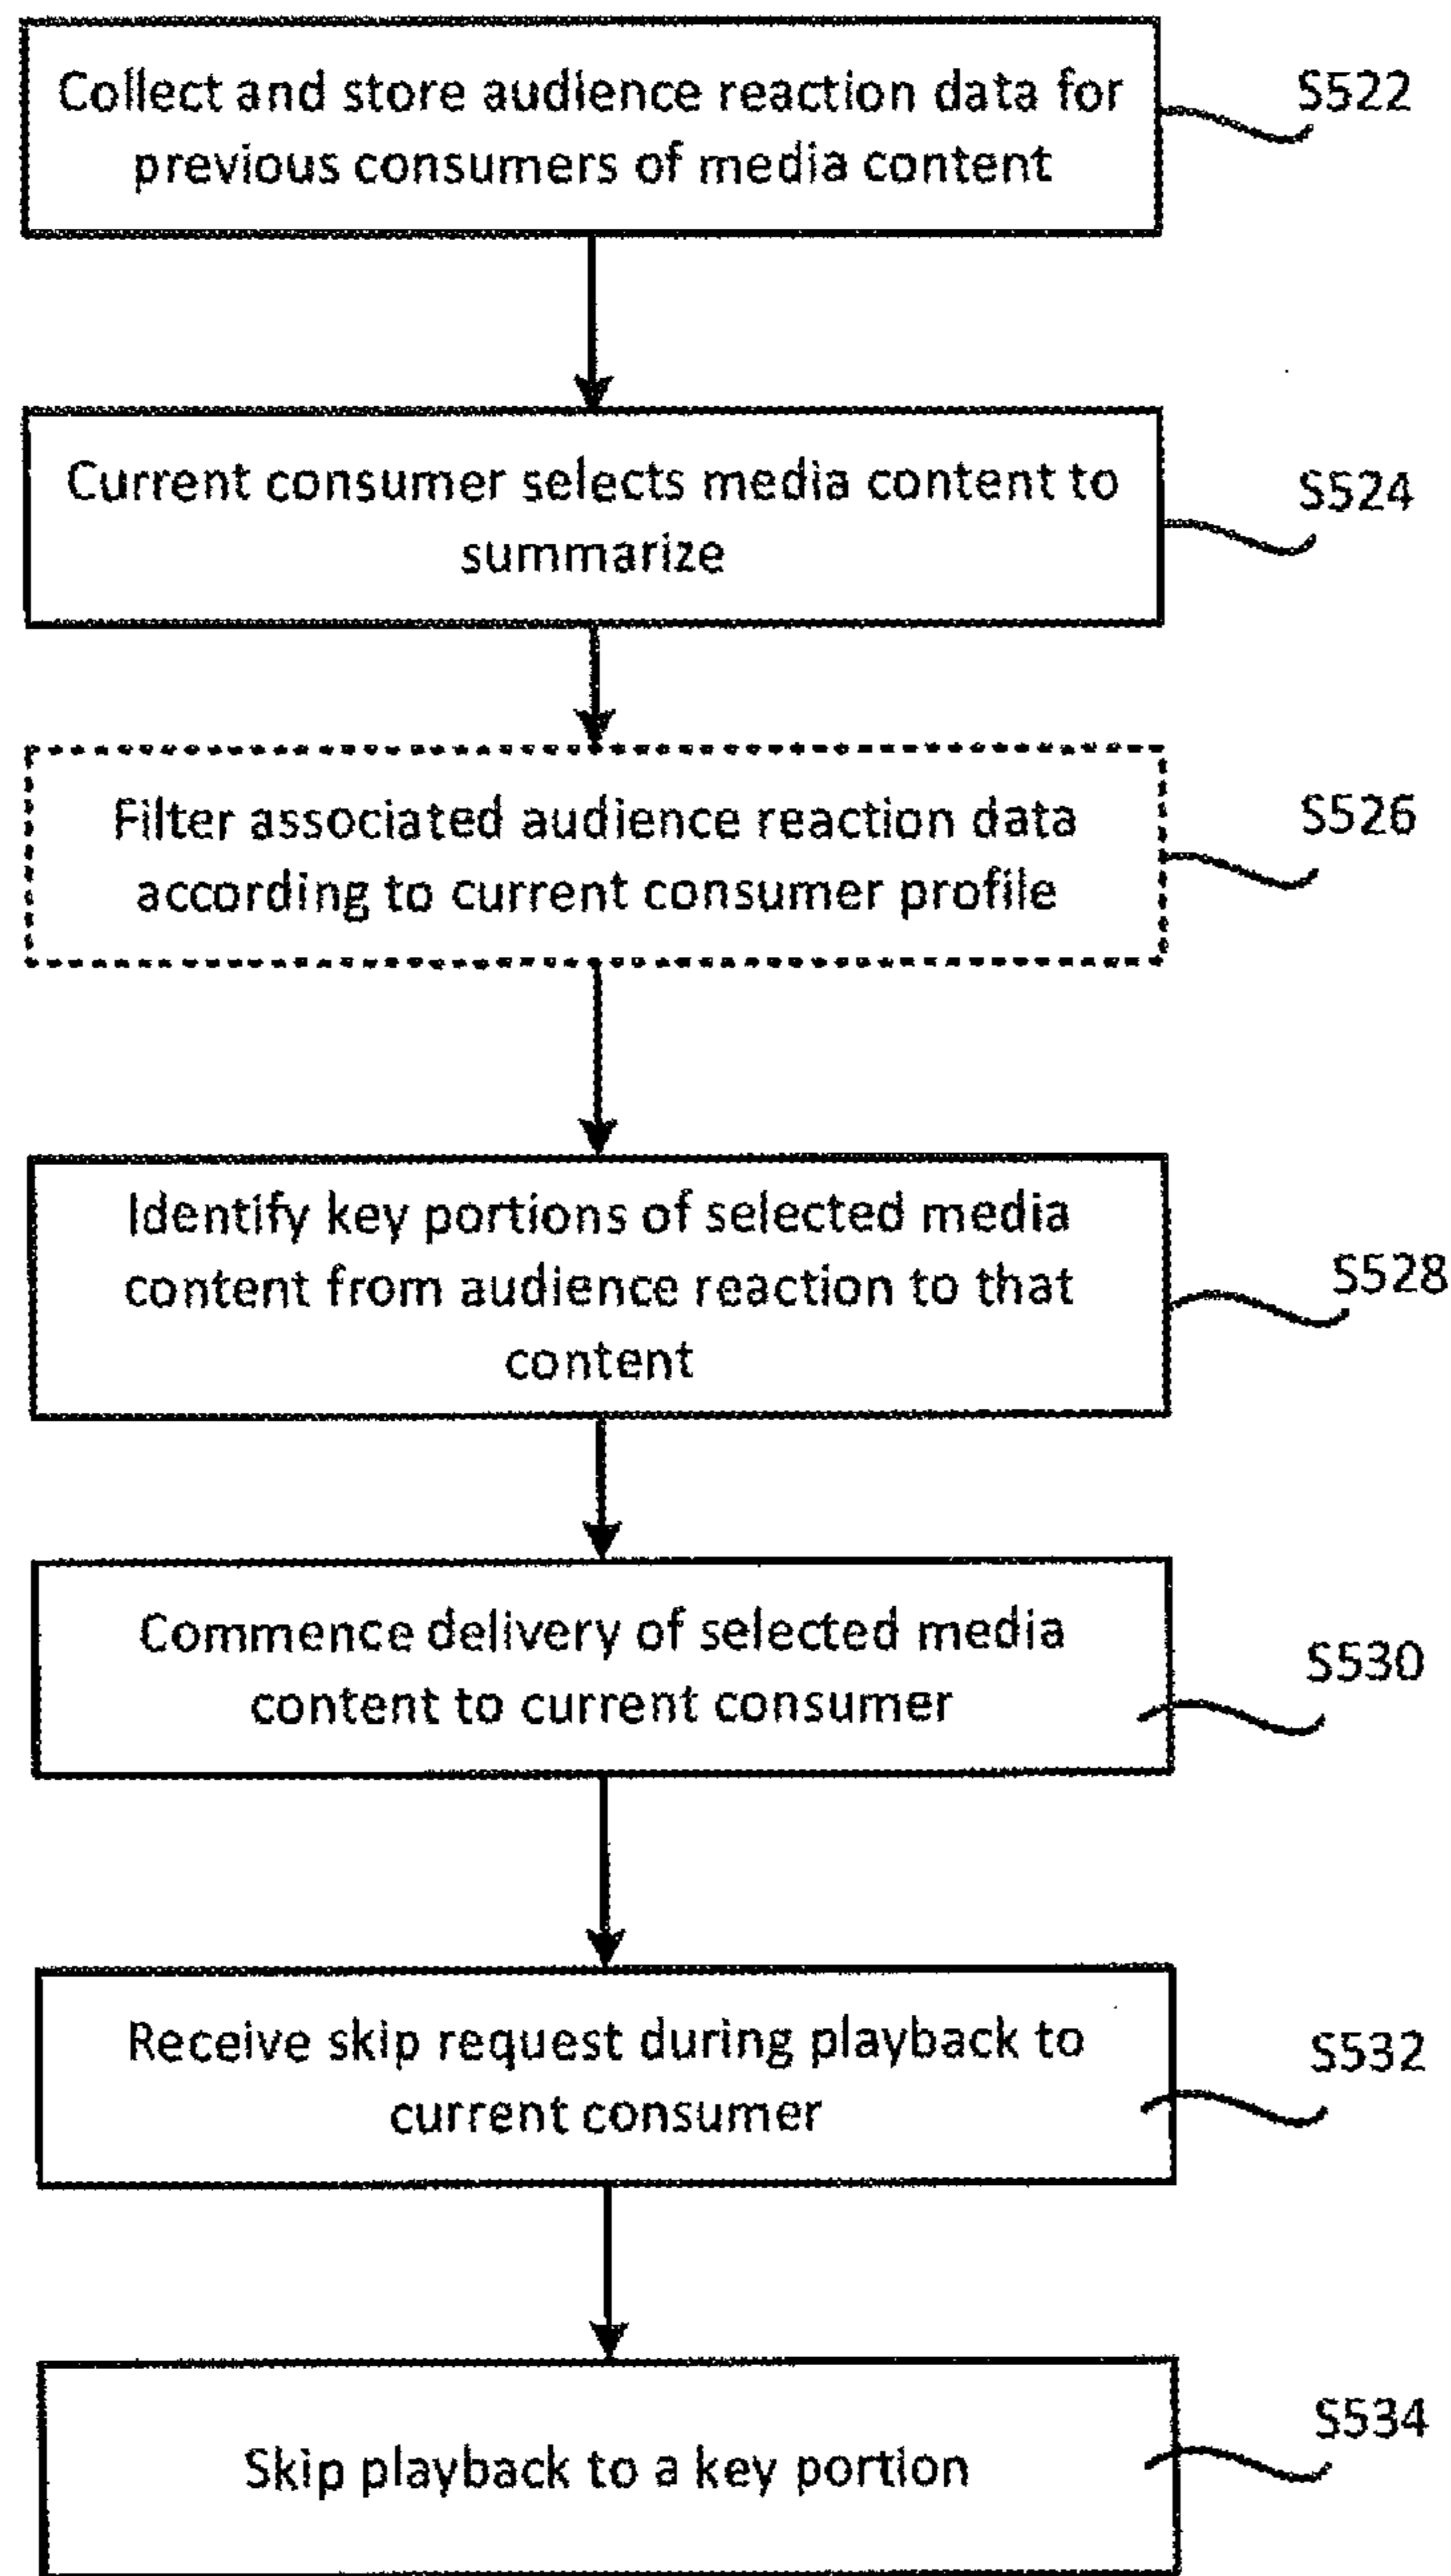 Collect and store audience reaction data for
previous consumers of media content
S522
Current consumer selects media content to
summarize
S524
Filter associated audience reaction data
according to current consumer profile
S526
Identify key portions of selected media
content from audience reaction to that
content
S528
Commence delivery of selected media
content to current consumer
S530
Receive skip request during playback to
current consumer
S532
Skip playback to a key portion
S534